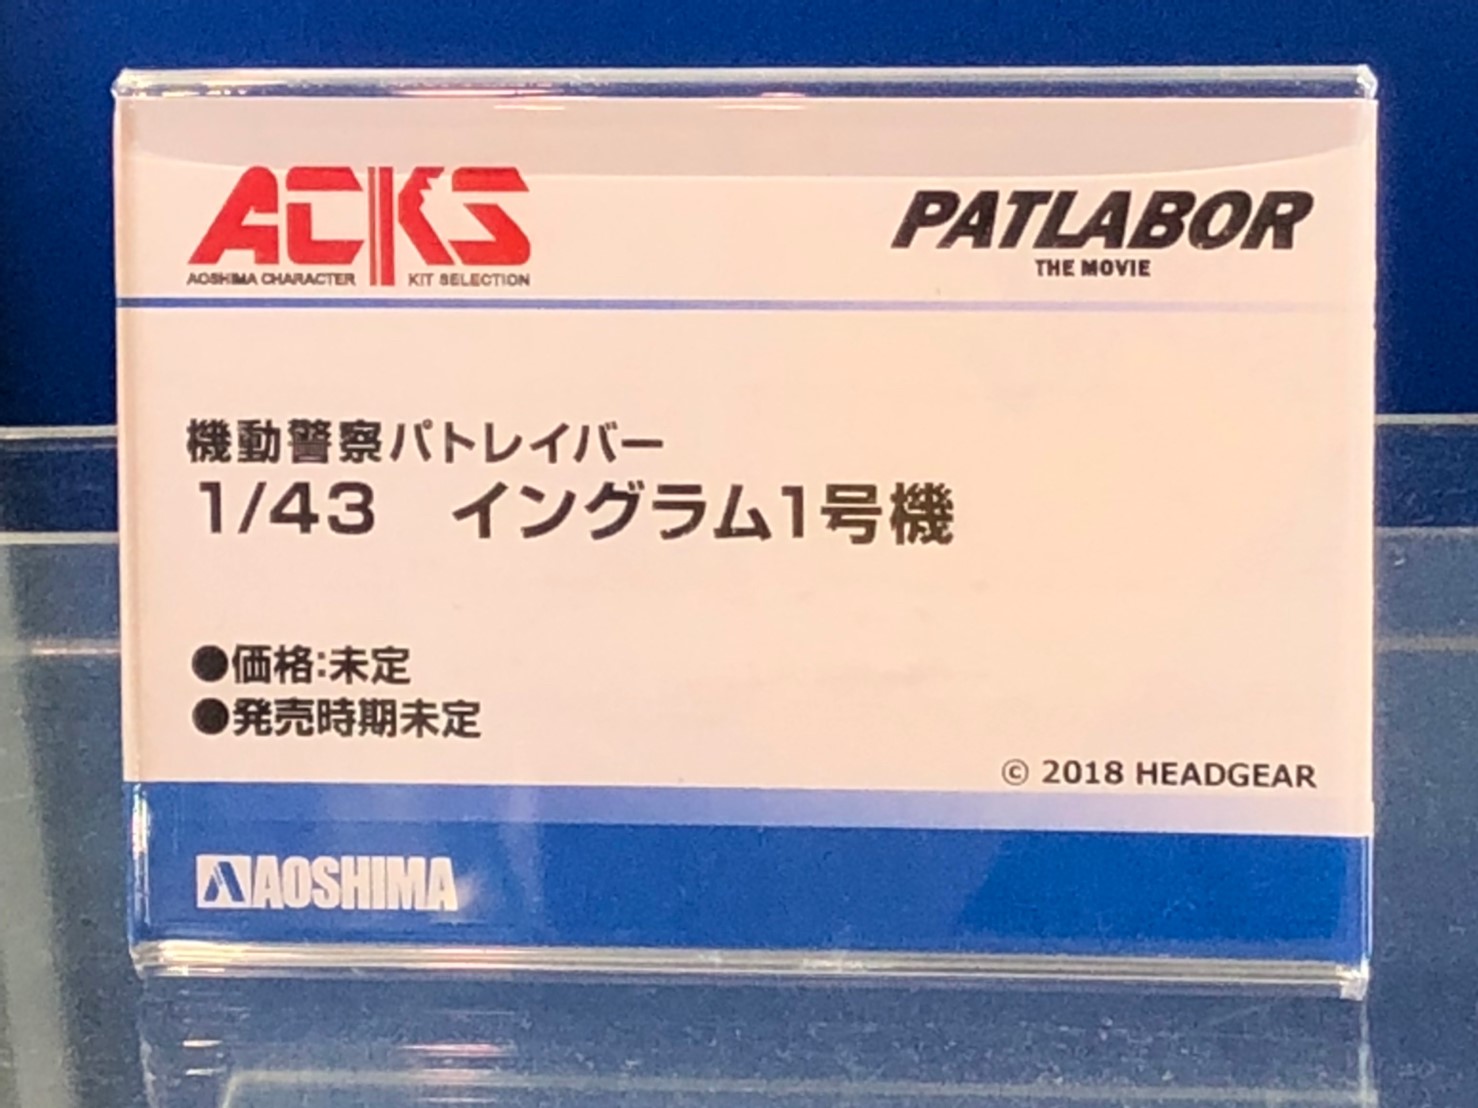 ACKS
AOSHIMA CHARACTER KIT SELECTION
PATLABOR
THE MOVIE
機動警察パトレイバー
1/43　イングラム1号機
●価格:未定
●発売時期未定
© 2018 HEADGEAR
AOSHIMA